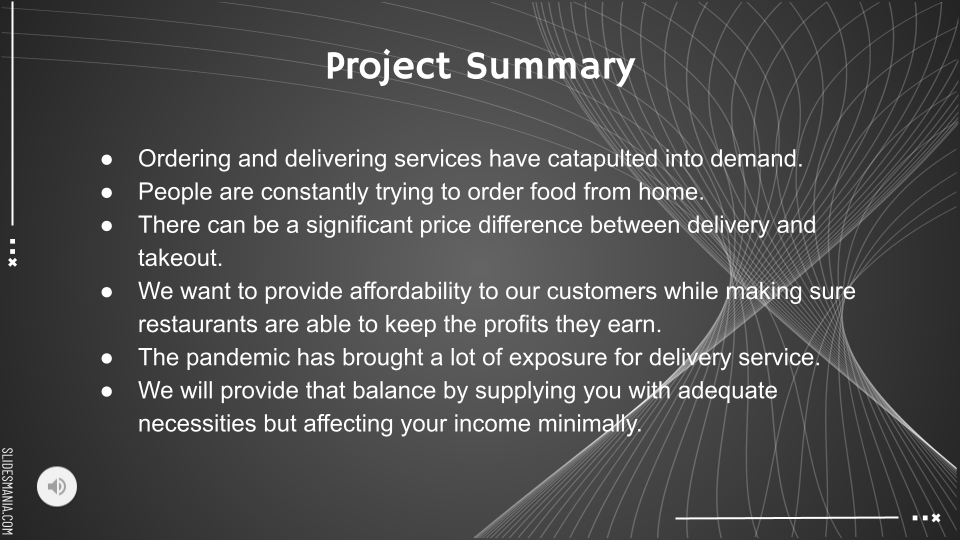 Project Summary
● Ordering and delivering services have catapulted into demand.
● People are constantly trying to order food from home.
● There can be a significant price difference between delivery and
takeout.
● We want to provide affordability to our customers while making sure
restaurants are able to keep the profits they earn.
● The pandemic has brought a lot of exposure for delivery service.
● We will provide that balance by supplying you with adequate
necessities but affecting your income minimally.
SLIDESMANIA.COM